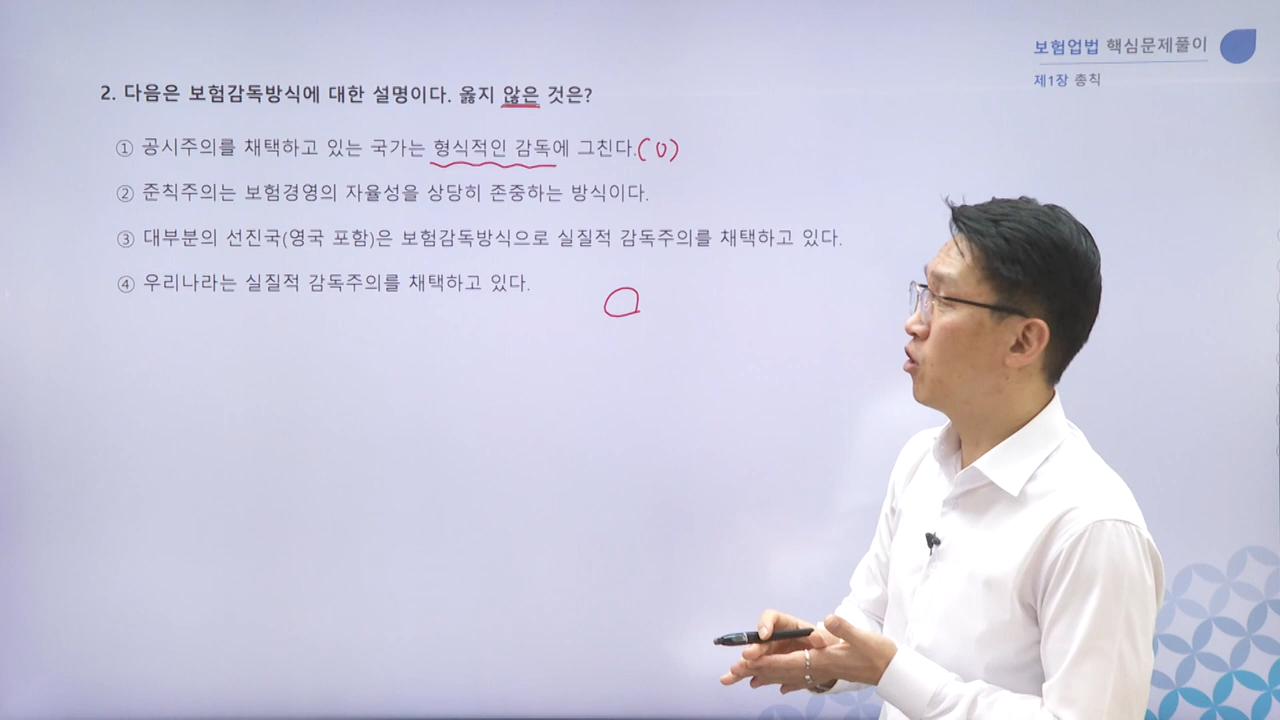 보험업법 핵심문제풀이
제1장 총칙
2. 다음은 보험감독방식에 대한 설명이다. 옳지 않은 것은?
① 공시주의를 채택하고 있는 국가는 형식적인 감독에 그친다.(O)
② 준칙주의는 보험경영의 자율성을 상당히 존중하는 방식이다.
③ 대부분의 선진국(영국 포함)은 보험감독방식으로 실질적 감독주의를 채택하고 있다.
④ 우리나라는 실질적 감독주의를 채택하고 있다.